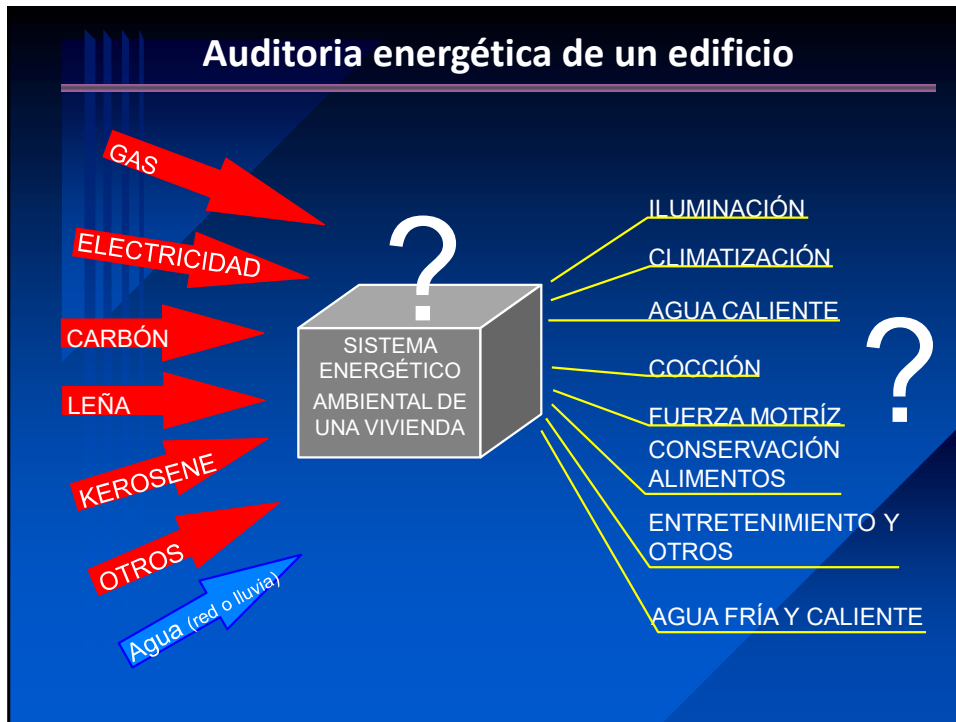 Auditoria energética de un edificio
GAS
ELECTRICIDAD
CARBÓN
LEÑA
KEROSENE
OTROS
Agua (red o lluvia)
?
SISTEMA
ENERGÉTICO
AMBIENTAL DE
UNA VIVIENDA
ILUMINACIÓN
CLIMATIZACIÓN
AGUA CALIENTE
COCCIÓN
FUERZA MOTRÍZ
CONSERVACIÓN
ALIMENTOS
ENTRETENIMIENTO Y
OTROS
AGUA FRÍA Y CALIENTE
?